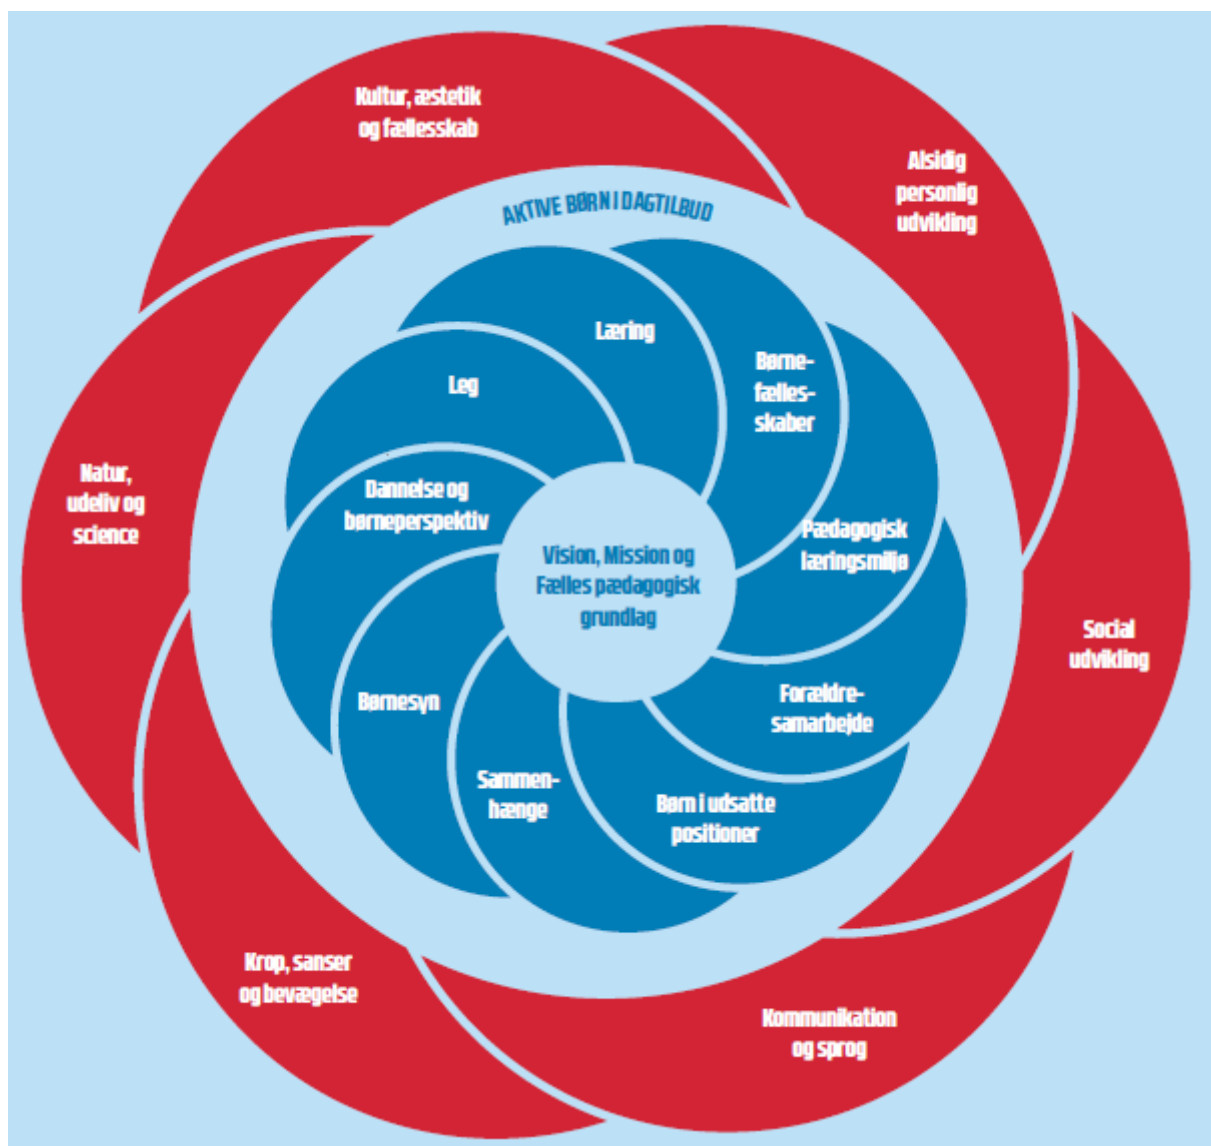 Kultur, æstetik
og fællesskab
Alsidig
personlig
udvikling
AKTIVE BØRN I DAGTILBUD
Læring
Børne-
fælles-
skaber
Leg
Natur,
udeliv og
science
Dannelse og
børneperspektiv
Pædagogisk
læringsmiljø
Vision, Mission og
Fælles pædagogisk
grundlag
Social
udvikling
Børnesyn
Forældre-
samarbejde
Sammen-
hænge
Børn i udsatte
positioner
Krop, sanser
og bevægelse
Kommunikation
og sprog